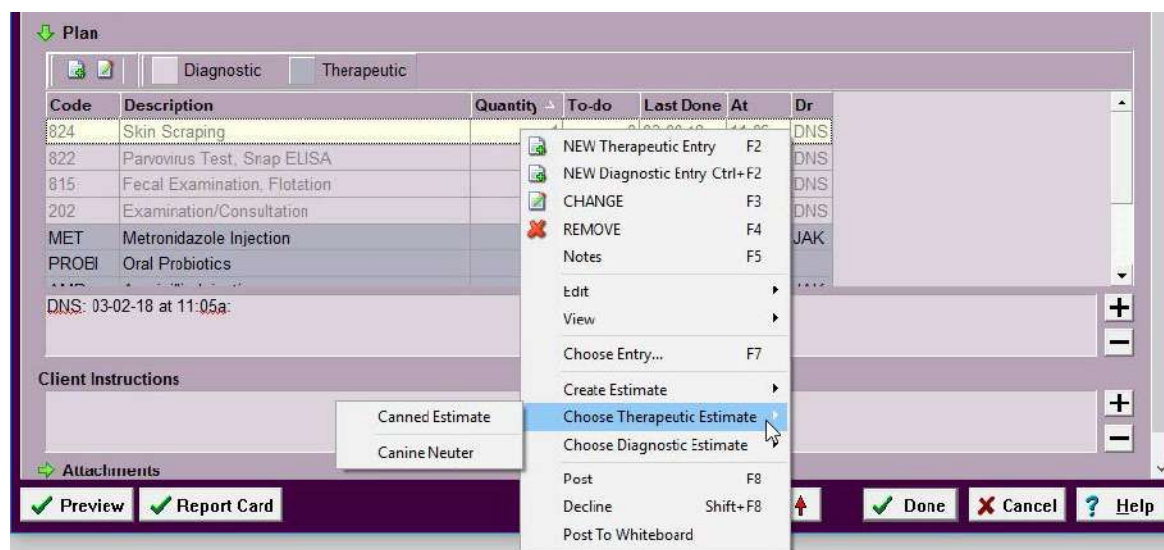 Plan
Diagnostic Therapeutic
Code Description Quantity To-do Last Done At Dr
824 Skin Scraping DNS
822 Parvovirus Test, Snap ELISA DNS
815 Fecal Examination, Flotation DNS
202 Examination/Consultation DNS
MET Metronidazole Injection JAK
PROBI Oral Probiotics
DNS: 03-02-18 at 11:05a:
Client Instructions
Attachments
NEW Therapeutic Entry F2
NEW Diagnostic Entry Ctrl+F2
CHANGE F3
REMOVE F4
Notes F5
Edit
View
Choose Entry... F7
Create Estimate
Choose Therapeutic Estimate
Choose Diagnostic Estimate
Post F8
Decline Shift+F8
Post To Whiteboard
Canned Estimate
Canine Neuter
Preview Report Card Done Cancel ? Help